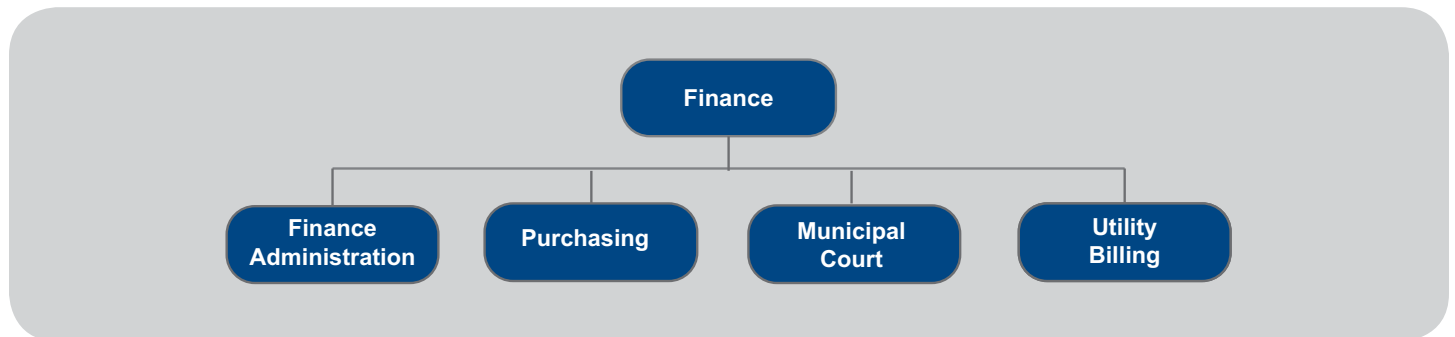 Finance
Finance
Administration
Purchasing
Municipal
Court
Utility
Billing